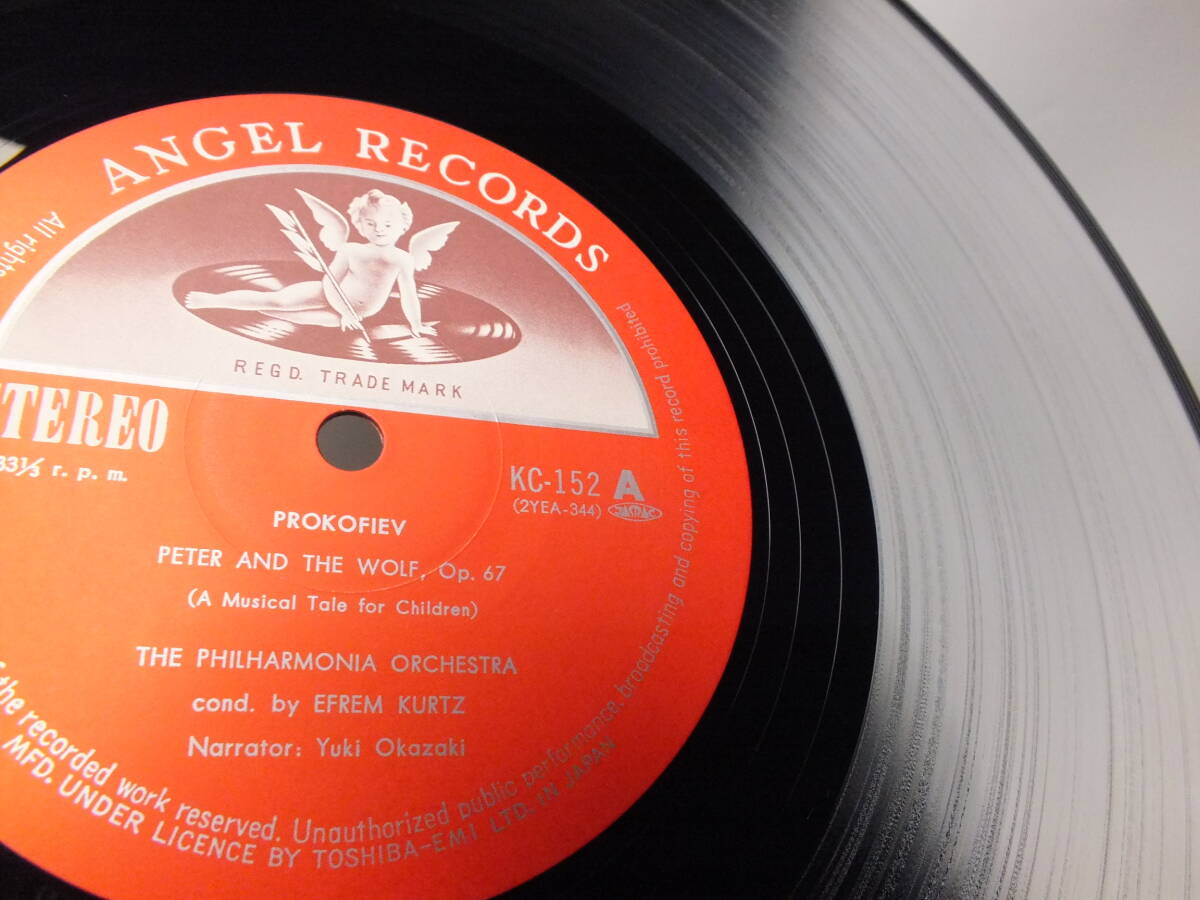 ANGEL RECORDS
REGD. TRADE MARK
STEREO
33⅓ r. p. m.
KC-152 A
(2YEA-344) JASRAC
PROKOFIEV
PETER AND THE WOLF, Op. 67
(A Musical Tale for Children)
THE PHILHARMONIA ORCHESTRA
cond. by EFREM KURTZ
Narrator: Yuki Okazaki
All rights
the recorded work reserved. Unauthorized public performance, broadcasting and copying of this record prohibited
MFD. UNDER LICENCE BY TOSHIBA-EMI LTD. IN JAPAN